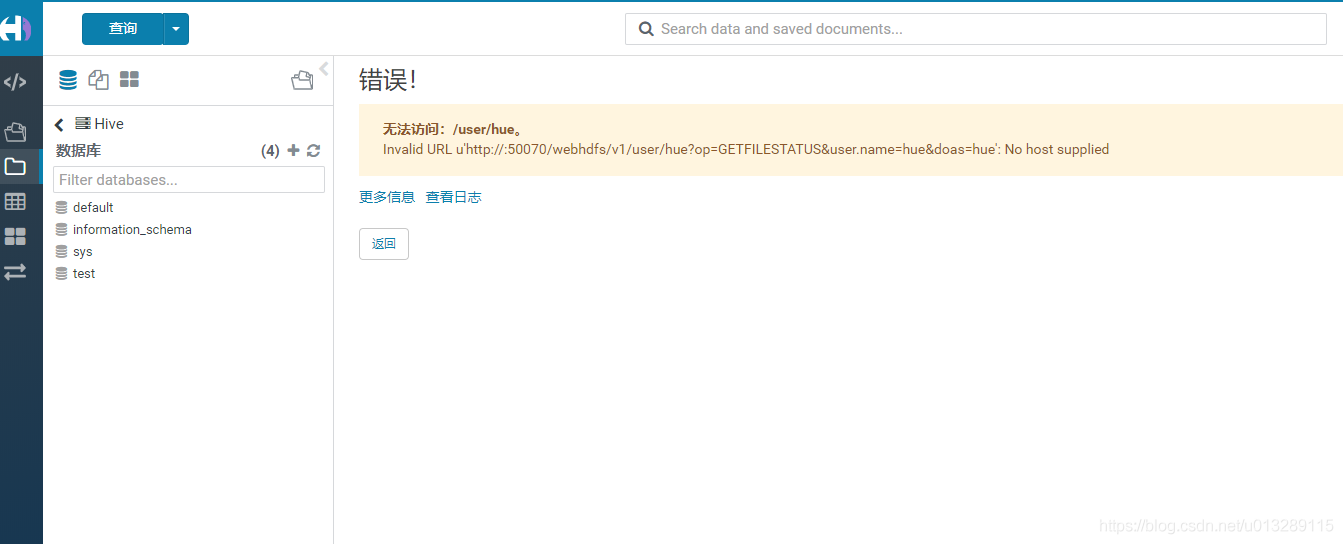 查询
Search data and saved documents...
Hive
数据库 (4)
Filter databases...
default
information_schema
sys
test
错误！
无法访问：/user/hue。
Invalid URL u'http://:50070/webhdfs/v1/user/hue?op=GETFILESTATUS&user.name=hue&doas=hue': No host supplied
更多信息 查看日志
返回
https://blog.csdn.net/u013289115